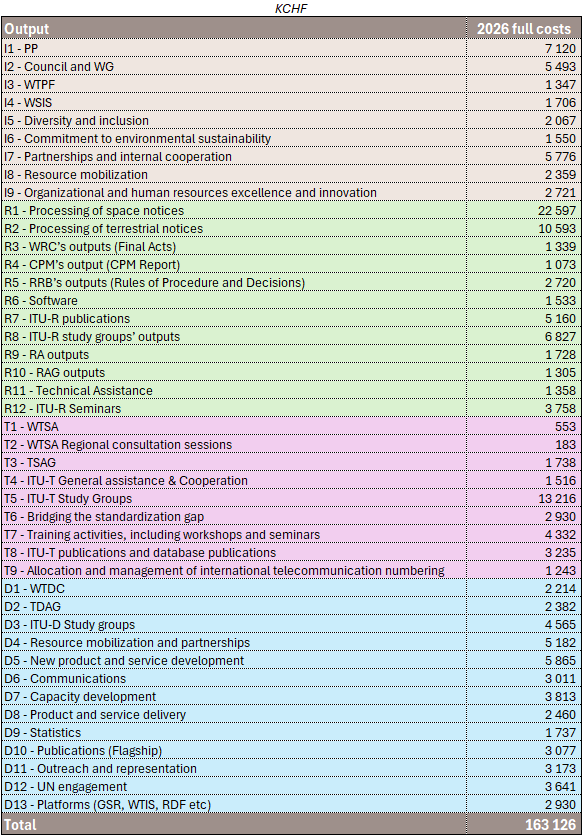 KCHF
Output 2026 full costs
I1 - PP 7 120
I2 - Council and WG 5 493
I3 - WTPF 1 347
I4 - WSIS 1 706
I5 - Diversity and inclusion 2 067
I6 - Commitment to environmental sustainability 1 550
I7 - Partnerships and internal cooperation 5 776
I8 - Resource mobilization 2 359
I9 - Organizational and human resources excellence and innovation 2 721
R1 - Processing of space notices 22 597
R2 - Processing of terrestrial notices 10 593
R3 - WRC's outputs (Final Acts) 1 339
R4 - CPM's output (CPM Report) 1 073
R5 - RRB's outputs (Rules of Procedure and Decisions) 2 720
R6 - Software 1 533
R7 - ITU-R publications 5 160
R8 - ITU-R study groups' outputs 6 827
R9 - RA outputs 1 728
R10 - RAG outputs 1 305
R11 - Technical Assistance 1 358
R12 - ITU-R Seminars 3 758
T1 - WTSA 553
T2 - WTSA Regional consultation sessions 183
T3 - TSAG 1 738
T4 - ITU-T General assistance & Cooperation 1 516
T5 - ITU-T Study Groups 13 216
T6 - Bridging the standardization gap 2 930
T7 - Training activities, including workshops and seminars 4 332
T8 - ITU-T publications and database publications 3 235
T9 - Allocation and management of international telecommunication numbering 1 243
D1 - WTDC 2 214
D2 - TDAG 2 382
D3 - ITU-D Study groups 4 565
D4 - Resource mobilization and partnerships 5 182
D5 - New product and service development 5 865
D6 - Communications 3 011
D7 - Capacity development 3 813
D8 - Product and service delivery 2 460
D9 - Statistics 1 737
D10 - Publications (Flagship) 3 077
D11 - Outreach and representation 3 173
D12 - UN engagement 3 641
D13 - Platforms (GSR, WTIS, RDF etc) 2 930
Total 163 126